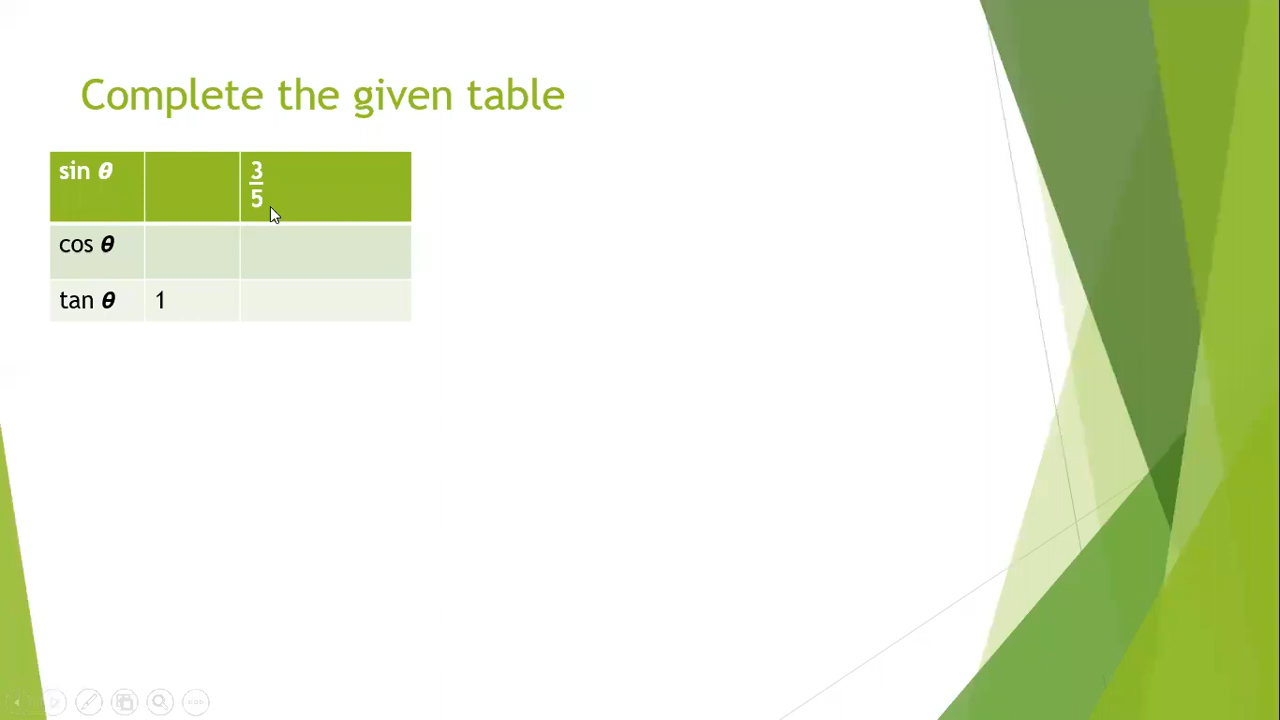 Complete the given table
sin θ 3/5
cos θ
tan θ 1